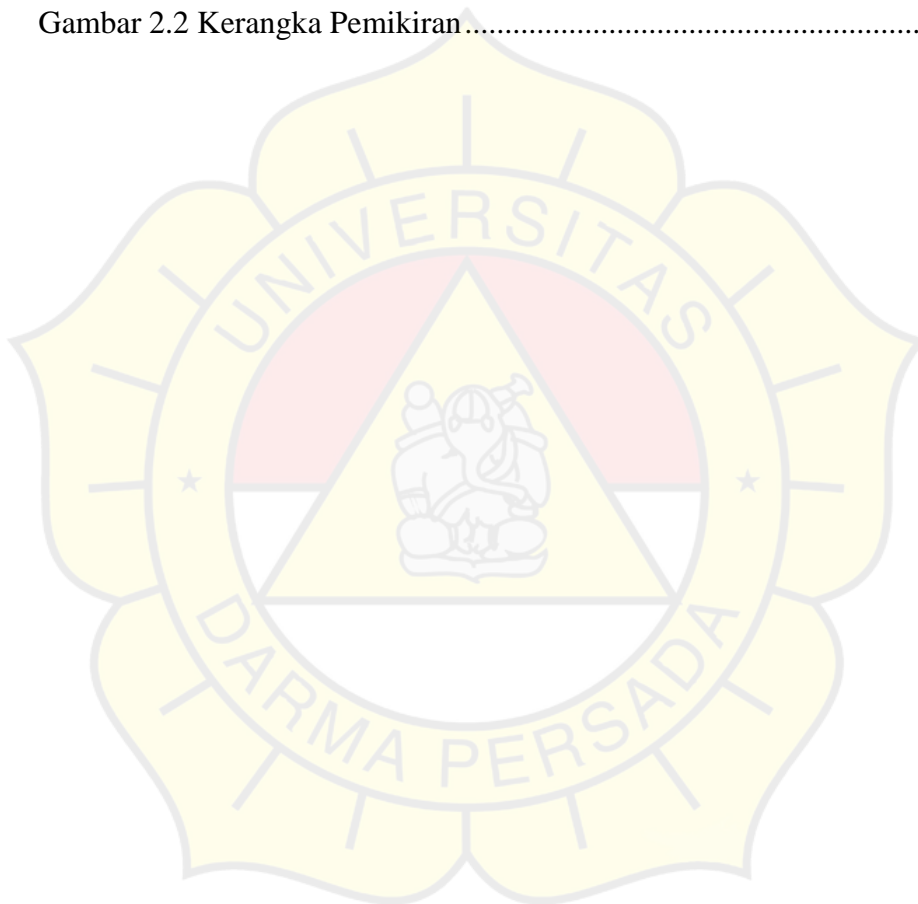 Gambar 2.2 Kerangka Pemikiran.........................................................
UNIVERSITAS
DARMA PERSADA